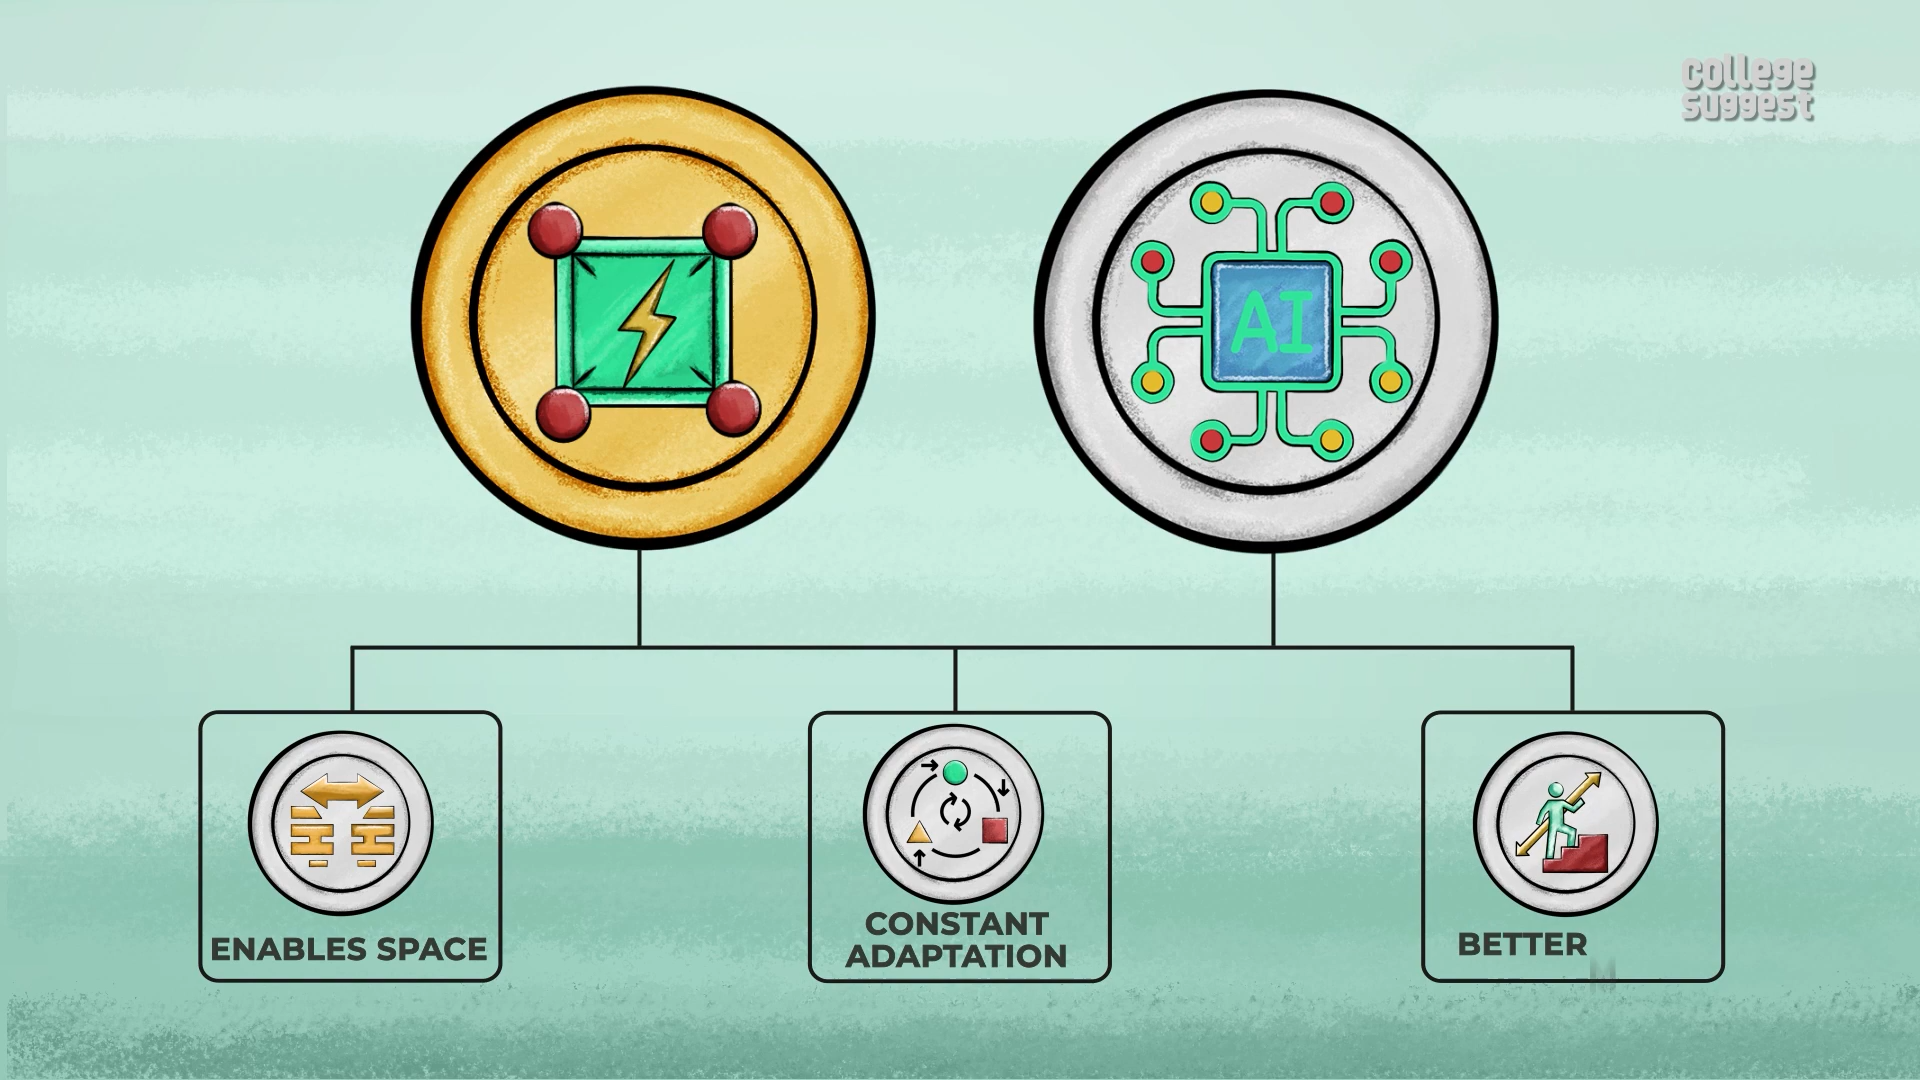 college
suggest
AI
ENABLES SPACE
CONSTANT
ADAPTATION
BETTER